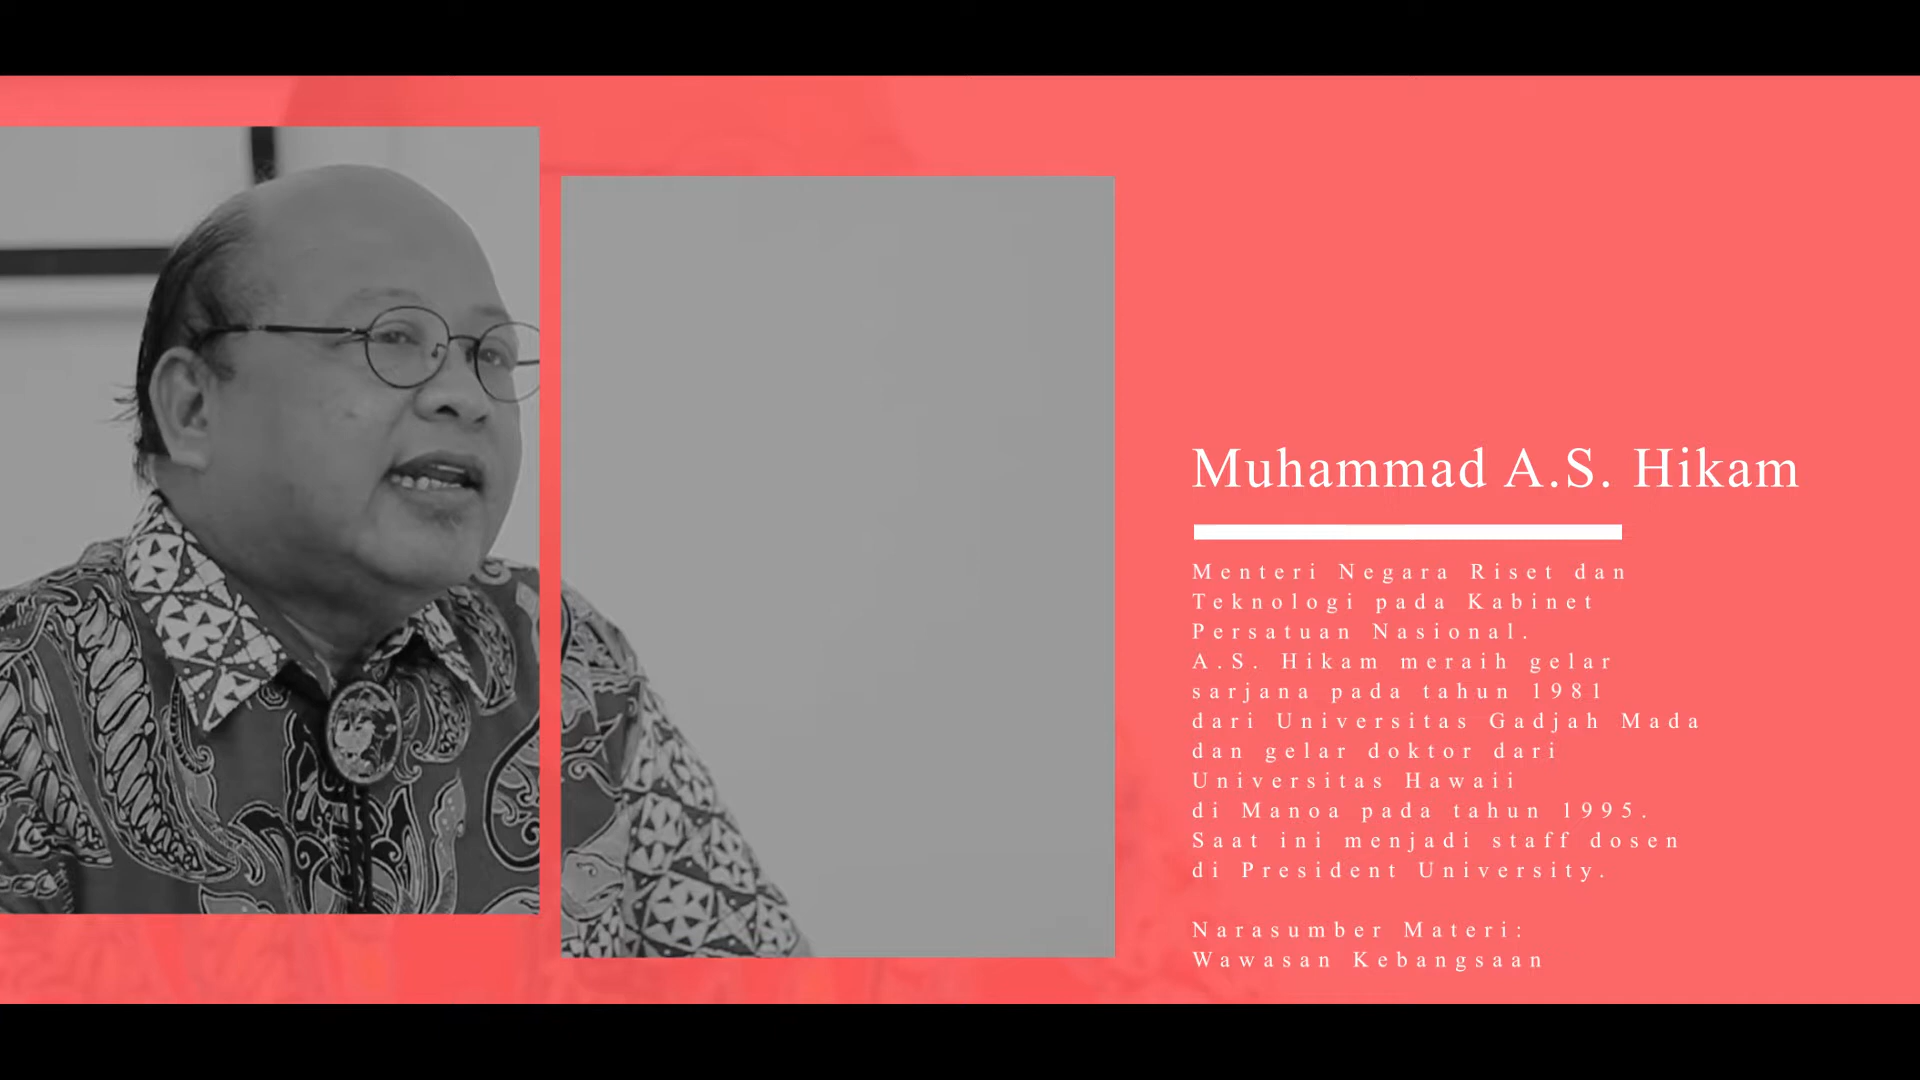 Muhammad A.S. Hikam
Menteri Negara Riset dan
Teknologi pada Kabinet
Persatuan Nasional.
A.S. Hikam meraih gelar
sarjana pada tahun 1981
dari Universitas Gadjah Mada
dan gelar doktor dari
Universitas Hawaii
di Manoa pada tahun 1995.
Saat ini menjadi staff dosen
di President University.
Narasumber Materi:
Wawasan Kebangsaan